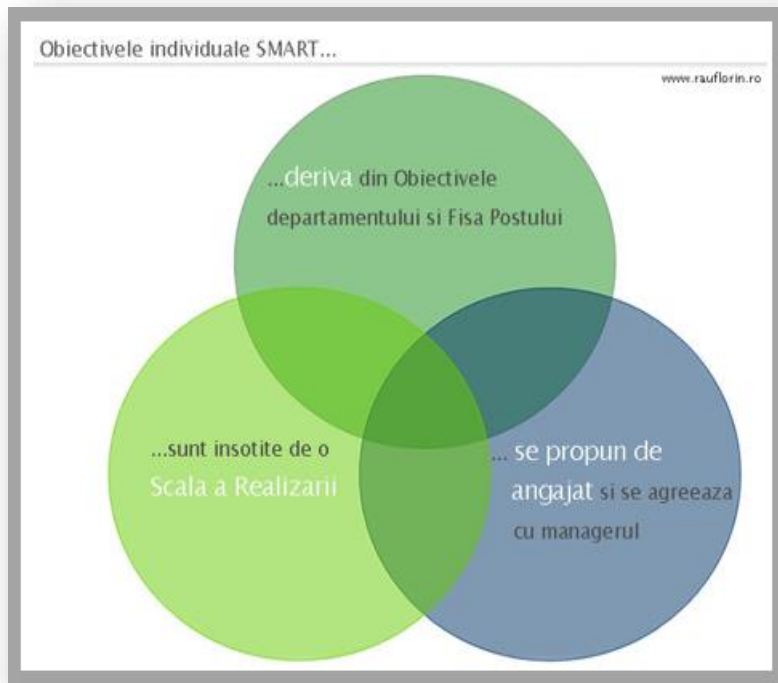 Obiectivele individuale SMART...
www.rauflorin.ro
...deriva din Obiectivele
departamentului si Fisa Postului
...sunt insotite de o
Scala a Realizarii
... se propun de
angajat si se agreeaza
cu managerul